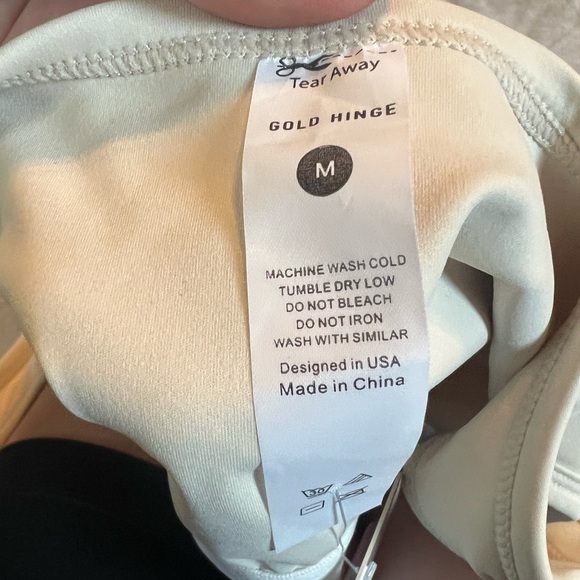 Tear Away
GOLD HINGE
M
MACHINE WASH COLD
TUMBLE DRY LOW
DO NOT BLEACH
DO NOT IRON
WASH WITH SIMILAR
Designed in USA
Made in China
30